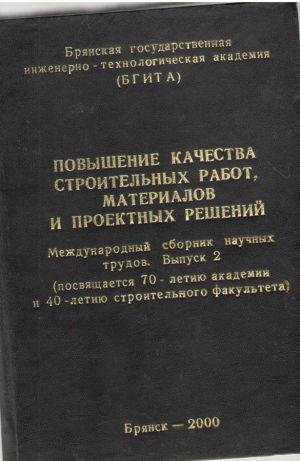 Брянская государственная
инженерно-технологическая академия
(БГИТА)
ПОВЫШЕНИЕ КАЧЕСТВА
СТРОИТЕЛЬНЫХ РАБОТ,
МАТЕРИАЛОВ
И ПРОЕКТНЫХ РЕШЕНИЙ
Международный сборник научных
трудов. Выпуск 2
(посвящается 70-летию академии
и 40-летию строительного факультета)
Брянск — 2000